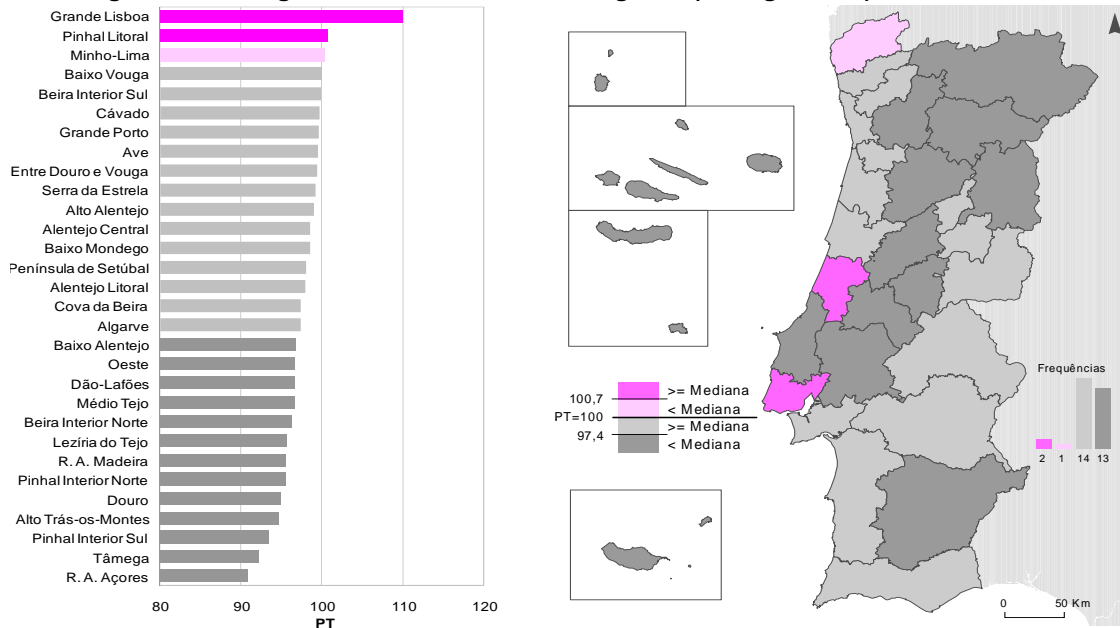 Grande Lisboa
Pinhal Litoral
Minho-Lima
Baixo Vouga
Beira Interior Sul
Cávado
Grande Porto
Ave
Entre Douro e Vouga
Serra da Estrela
Alto Alentejo
Alentejo Central
Baixo Mondego
Península de Setúbal
Alentejo Litoral
Cova da Beira
Algarve
Baixo Alentejo
Oeste
Dão-Lafões
Médio Tejo
Beira Interior Norte
Lezíria do Tejo
R. A. Madeira
Pinhal Interior Norte
Douro
Alto Trás-os-Montes
Pinhal Interior Sul
Tâmega
R. A. Açores
80 90 100 110 120
PT
100,7
PT=100
97,4
>= Mediana
< Mediana
>= Mediana
< Mediana
Frequências
2 1 14 13
0 50 Km